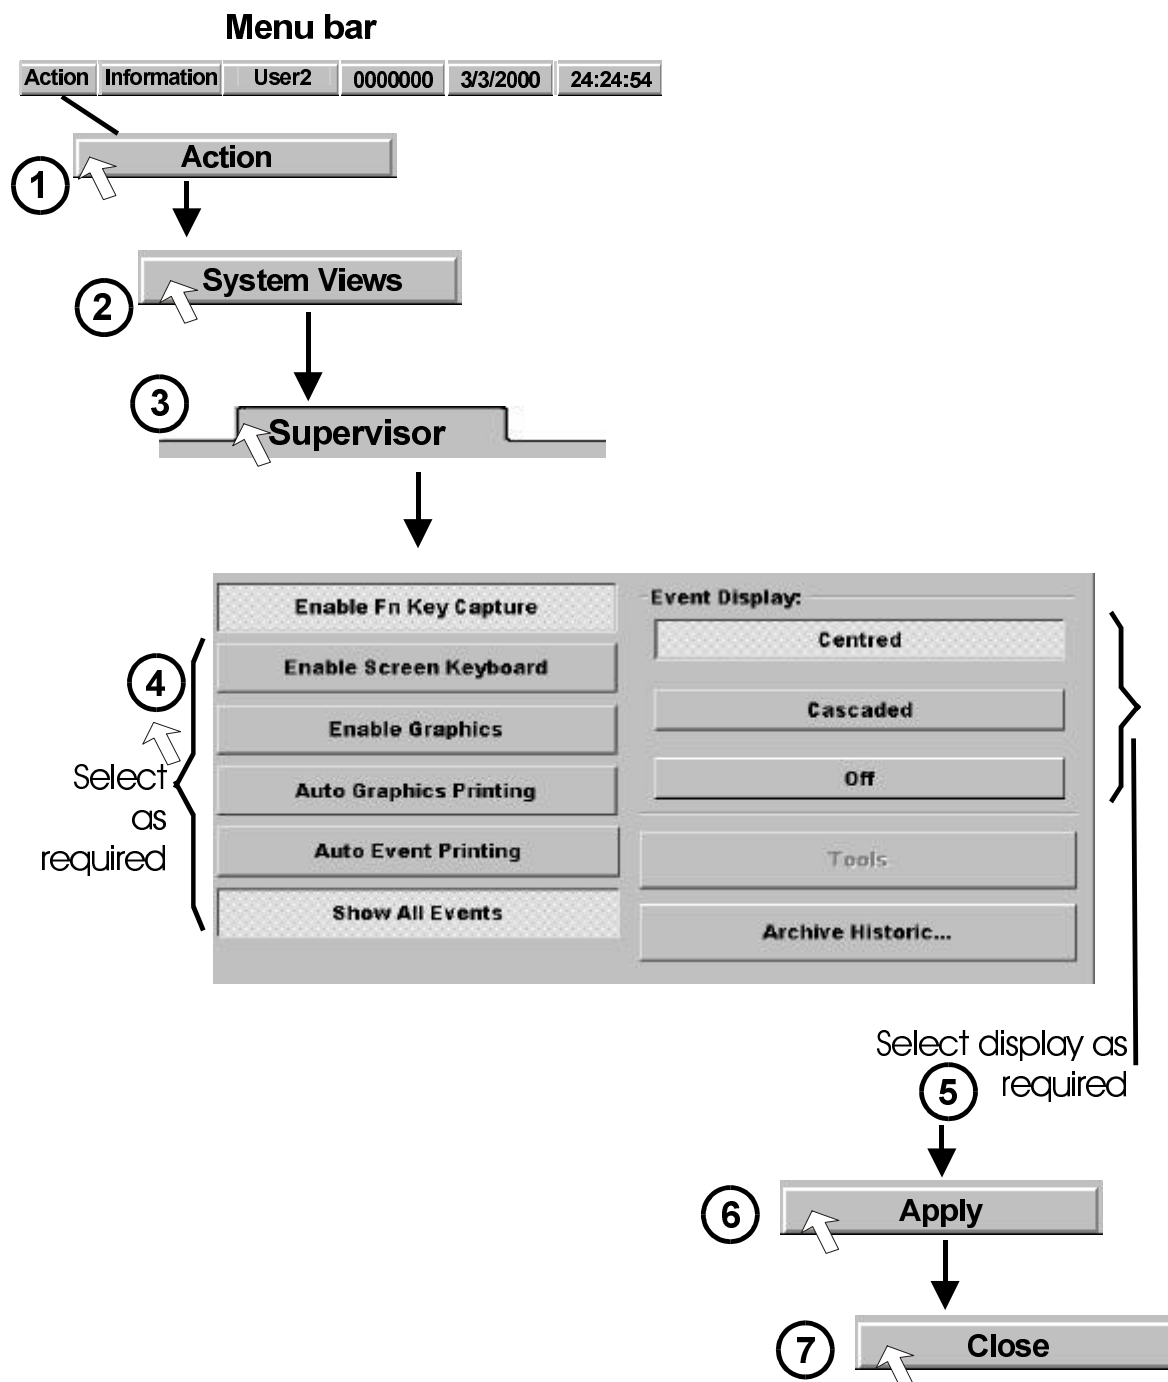 Menu bar
Action Information User2 0000000 3/3/2000 24:24:54
Action
1
System Views
2
3
Supervisor
Enable Fn Key Capture
Enable Screen Keyboard
Enable Graphics
Auto Graphics Printing
Auto Event Printing
Show All Events
4
Select
as
required
Event Display:
Centred
Cascaded
Off
Tools
Archive Historic...
Select display as
required
5
6
Apply
7
Close